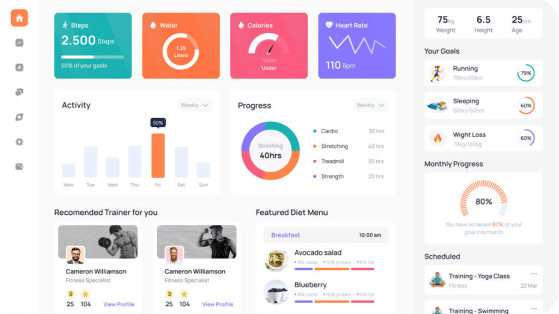 Steps
2.500 Steps
50% of your goals
Water
1.25
Liters
Calories
Today
Under
Heart Rate
110 Bpm
75kg
Weight
6.5
Height
25yrs
Age
Your Goals
Running
70km/80km
79%
Sleeping
50hrs/60hrs
60%
Wight Loss
70kg/100kg
60%
Activity
Weekly
50%
Mon
Tue
Wed
Thu
Fri
Sat
Sun
Progress
Weekly
Strething
40hrs
Cardio 30 hrs
Stretching 40 hrs
Treadmill 30 hrs
Strength 20 hrs
Monthly Progress
80%
You have achieved 80% of your
goal this month
Recomended Trainer for you
Cameron Williamson
Fitness Specialist
25 104 View Profile
Cameron Williamson
Fitness Specialist
25 104 View Profile
Featured Diet Menu
Breakfast 10:00 am
Avocado salad
Blueberry
Scheduled
Training - Yoga Class
Fitness 22 Mar
Training - Swimming